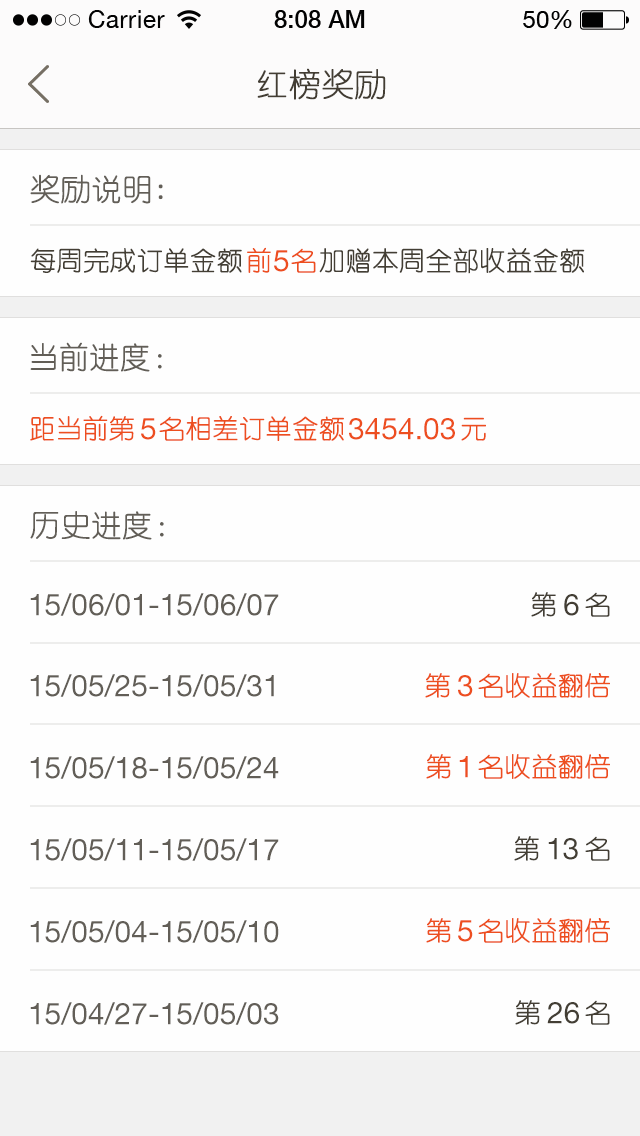 Carrier 8:08 AM 50%
红榜奖励
奖励说明:
每周完成订单金额前5名加赠本周全部收益金额
当前进度:
距当前第5名相差订单金额3454.03元
历史进度:
15/06/01-15/06/07 第6名
15/05/25-15/05/31 第3名收益翻倍
15/05/18-15/05/24 第1名收益翻倍
15/05/11-15/05/17 第13名
15/05/04-15/05/10 第5名收益翻倍
15/04/27-15/05/03 第26名